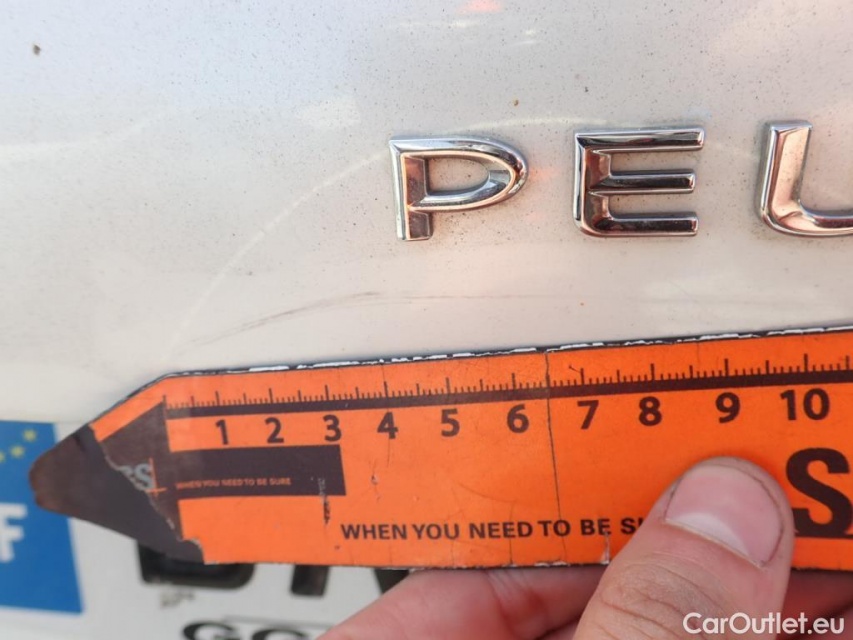 PEU
1 2 3 4 5 6 7 8 9 10
WHEN YOU NEED TO BE SURE
S
WHEN YOU NEED TO BE
F
CarOutlet.eu